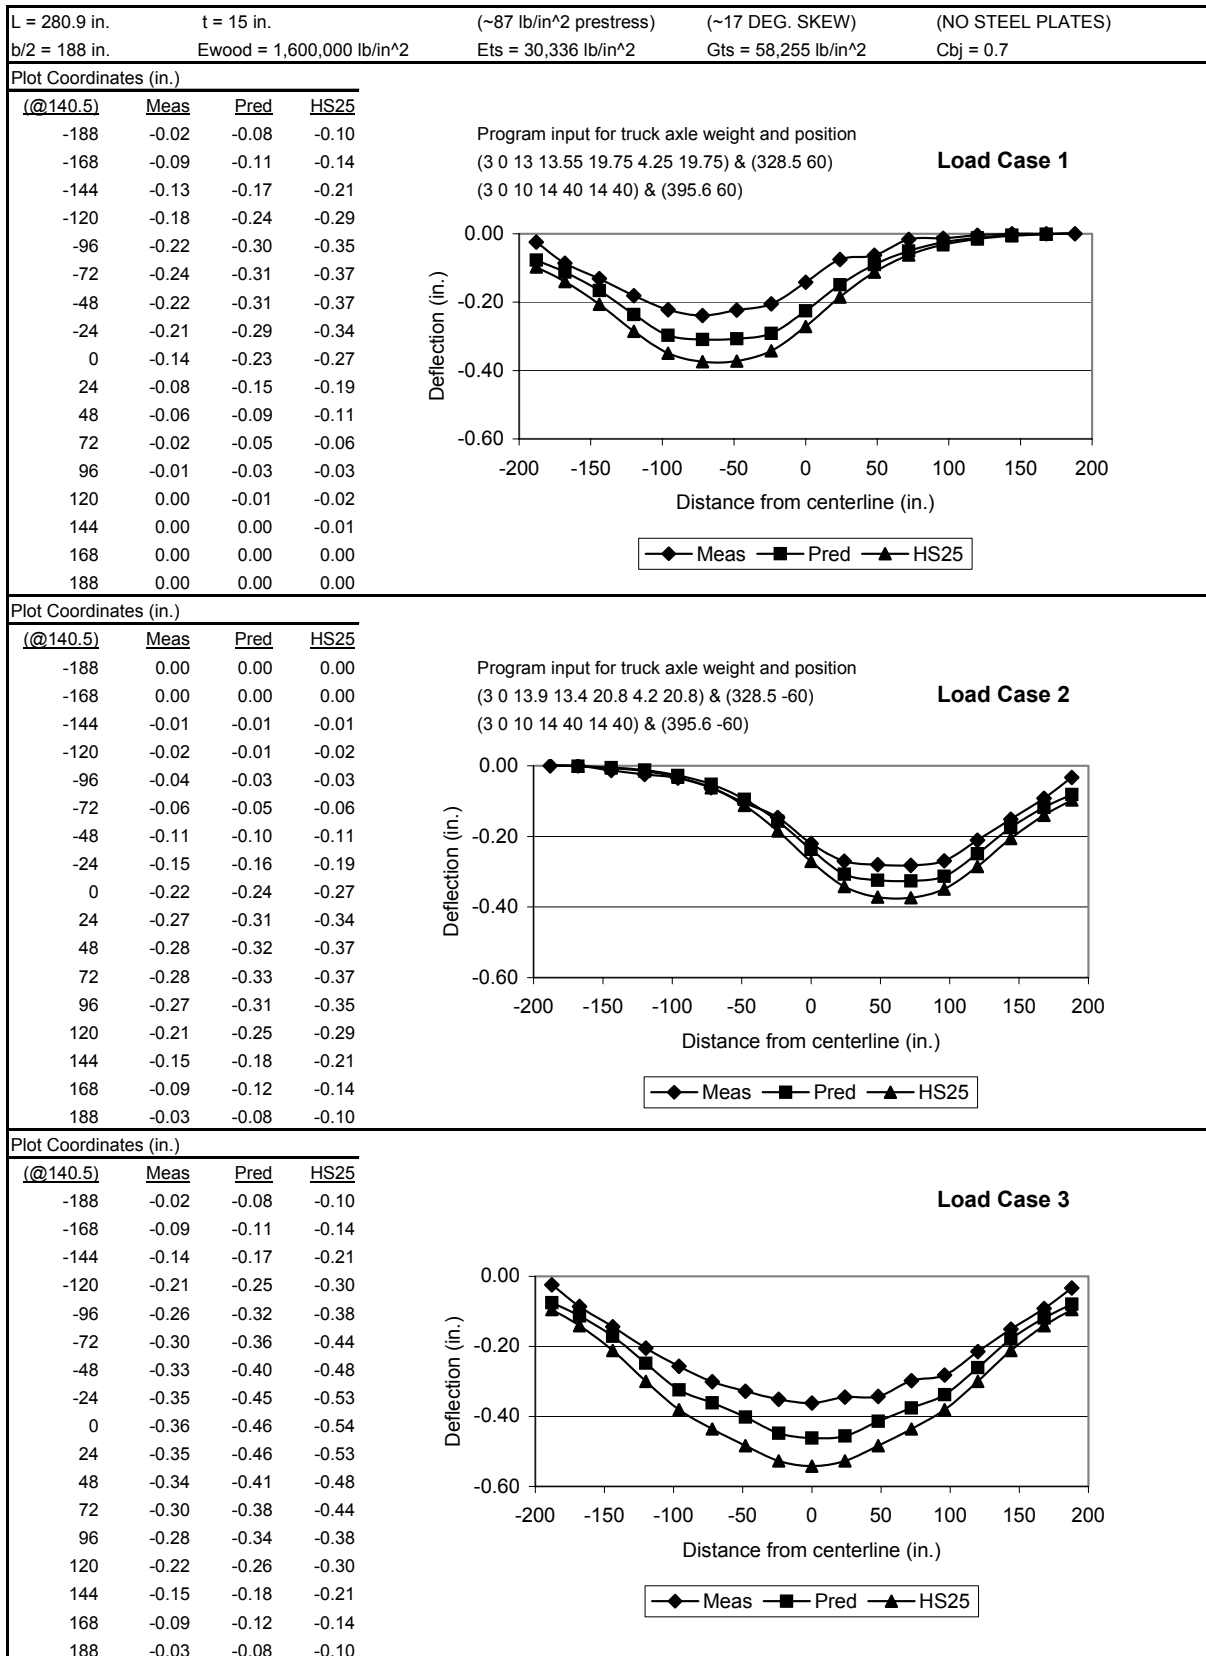 L = 280.9 in. t = 15 in. (~87 lb/in^2 prestress) (~17 DEG. SKEW) (NO STEEL PLATES)
b/2 = 188 in. Ewood = 1,600,000 lb/in^2 Ets = 30,336 lb/in^2 Gts = 58,255 lb/in^2 Cbj = 0.7
Plot Coordinates (in.)
(@140.5) Meas Pred HS25
-188 -0.02 -0.08 -0.10
-168 -0.09 -0.11 -0.14
-144 -0.13 -0.17 -0.21
-120 -0.18 -0.24 -0.29
-96 -0.22 -0.30 -0.35
-72 -0.24 -0.31 -0.37
-48 -0.22 -0.31 -0.37
-24 -0.21 -0.29 -0.34
0 -0.14 -0.23 -0.27
24 -0.08 -0.15 -0.19
48 -0.06 -0.09 -0.11
72 -0.02 -0.05 -0.06
96 -0.01 -0.03 -0.03
120 0.00 -0.01 -0.02
144 0.00 0.00 -0.01
168 0.00 0.00 0.00
188 0.00 0.00 0.00
Program input for truck axle weight and position
(3 0 13 13.55 19.75 4.25 19.75) & (328.5 60)
(3 0 10 14 40 14 40) & (395.6 60)
Load Case 1
0.00
-0.20
-0.40
-0.60
Deflection (in.)
-200 -150 -100 -50 0 50 100 150 200
Distance from centerline (in.)
Meas Pred HS25
Plot Coordinates (in.)
(@140.5) Meas Pred HS25
-188 0.00 0.00 0.00
-168 0.00 0.00 0.00
-144 -0.01 -0.01 -0.01
-120 -0.02 -0.01 -0.02
-96 -0.04 -0.03 -0.03
-72 -0.06 -0.05 -0.06
-48 -0.11 -0.10 -0.11
-24 -0.15 -0.16 -0.19
0 -0.22 -0.24 -0.27
24 -0.27 -0.31 -0.34
48 -0.28 -0.32 -0.37
72 -0.28 -0.33 -0.37
96 -0.27 -0.31 -0.35
120 -0.21 -0.25 -0.29
144 -0.15 -0.18 -0.21
168 -0.09 -0.12 -0.14
188 -0.03 -0.08 -0.10
Program input for truck axle weight and position
(3 0 13.9 13.4 20.8 4.2 20.8) & (328.5 -60)
(3 0 10 14 40 14 40) & (395.6 -60)
Load Case 2
0.00
-0.20
-0.40
-0.60
Deflection (in.)
-200 -150 -100 -50 0 50 100 150 200
Distance from centerline (in.)
Meas Pred HS25
Plot Coordinates (in.)
(@140.5) Meas Pred HS25
-188 -0.02 -0.08 -0.10
-168 -0.09 -0.11 -0.14
-144 -0.14 -0.17 -0.21
-120 -0.21 -0.25 -0.30
-96 -0.26 -0.32 -0.38
-72 -0.30 -0.36 -0.44
-48 -0.33 -0.40 -0.48
-24 -0.35 -0.45 -0.53
0 -0.36 -0.46 -0.54
24 -0.35 -0.46 -0.53
48 -0.34 -0.41 -0.48
72 -0.30 -0.38 -0.44
96 -0.28 -0.34 -0.38
120 -0.22 -0.26 -0.30
144 -0.15 -0.18 -0.21
168 -0.09 -0.12 -0.14
188 -0.03 -0.08 -0.10
Load Case 3
0.00
-0.20
-0.40
-0.60
Deflection (in.)
-200 -150 -100 -50 0 50 100 150 200
Distance from centerline (in.)
Meas Pred HS25